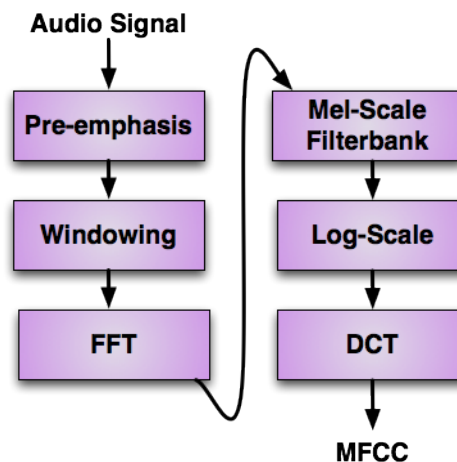 Audio Signal
Pre-emphasis
Windowing
FFT
Mel-Scale
Filterbank
Log-Scale
DCT
MFCC